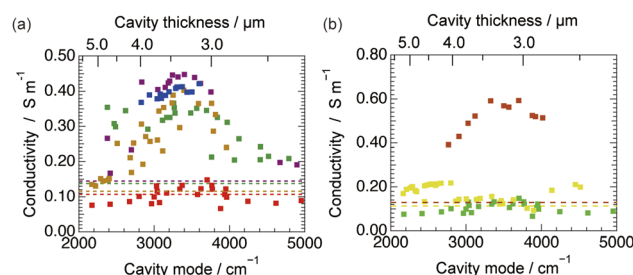 (a)
Cavity thickness / μm
5.0 4.0 3.0
Conductivity / S m⁻¹
0.50
0.40
0.30
0.20
0.10
0.00
2000 3000 4000 5000
Cavity mode / cm⁻¹
(b)
Cavity thickness / μm
5.0 4.0 3.0
Conductivity / S m⁻¹
0.80
0.60
0.40
0.20
0.00
2000 3000 4000 5000
Cavity mode / cm⁻¹